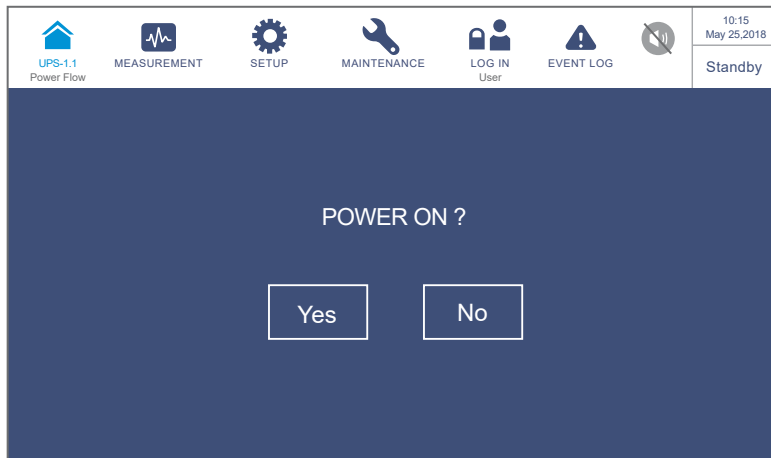 UPS-1.1
Power Flow
MEASUREMENT
SETUP
MAINTENANCE
LOG IN
User
EVENT LOG
10:15
May 25,2018
Standby
POWER ON ?
Yes
No